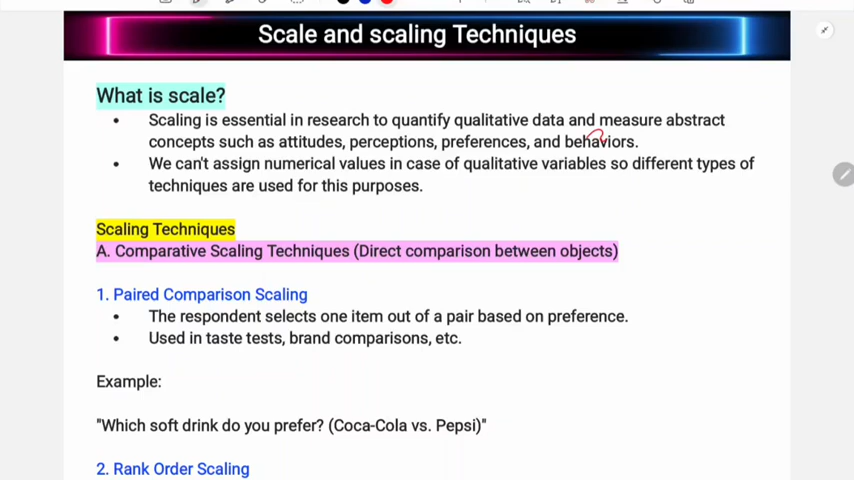 Scale and scaling Techniques
What is scale?
• Scaling is essential in research to quantify qualitative data and measure abstract
concepts such as attitudes, perceptions, preferences, and behaviors.
• We can't assign numerical values in case of qualitative variables so different types of
techniques are used for this purposes.
Scaling Techniques
A. Comparative Scaling Techniques (Direct comparison between objects)
1. Paired Comparison Scaling
• The respondent selects one item out of a pair based on preference.
• Used in taste tests, brand comparisons, etc.
Example:
"Which soft drink do you prefer? (Coca-Cola vs. Pepsi)"
2. Rank Order Scaling